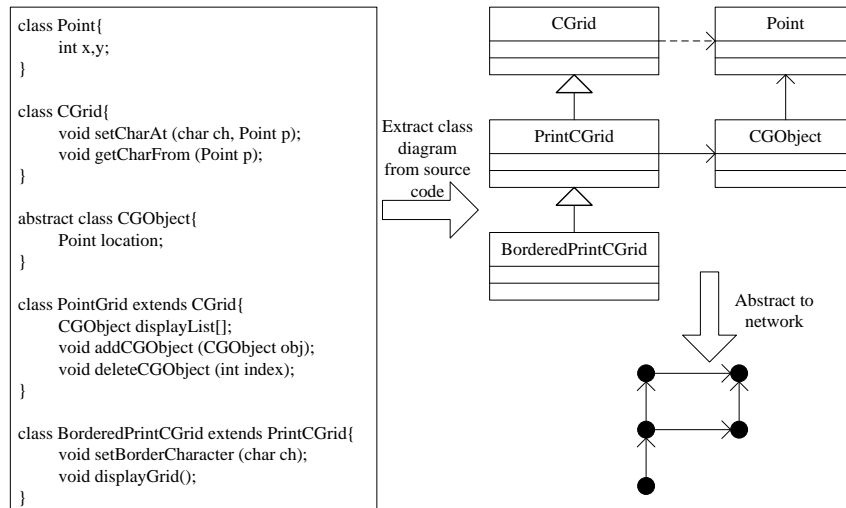 class Point{
int x,y;
}
class CGrid{
void setCharAt (char ch, Point p);
void getCharFrom (Point p);
}
abstract class CGObject{
Point location;
}
class PointGrid extends CGrid{
CGObject displayList[];
void addCGObject (CGObject obj);
void deleteCGObject (int index);
}
class BorderedPrintCGrid extends PrintCGrid{
void setBorderCharacter (char ch);
void displayGrid();
}
Extract class
diagram
from source
code
CGrid
Point
PrintCGrid
CGObject
BorderedPrintCGrid
Abstract to
network